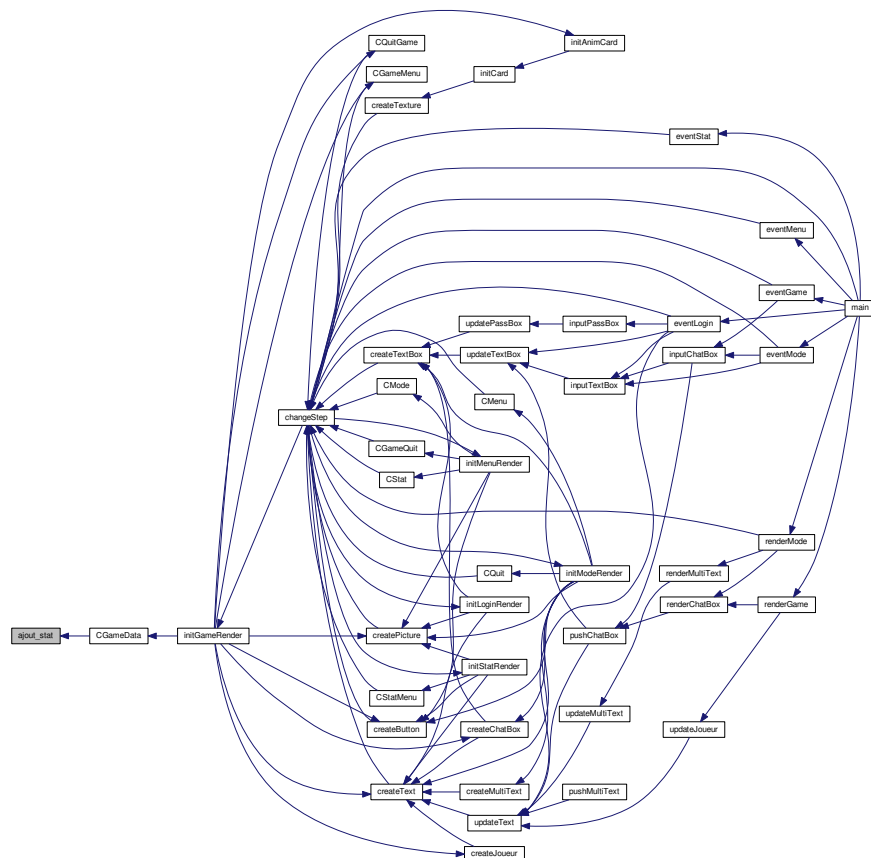 CQuitGame
initAnimCard
CGameMenu
initCard
createTexture
eventStat
eventMenu
eventGame
main
updatePassBox
inputPassBox
eventLogin
createTextBox
updateTextBox
inputChatBox
eventMode
CMode
inputTextBox
CMenu
changeStep
CGameQuit
initMenuRender
CStat
renderMode
CQuit
initModeRender
renderMultiText
initLoginRender
renderChatBox
renderGame
ajout_stat
CGameData
initGameRender
createPicture
pushChatBox
initStatRender
CStatMenu
updateMultiText
createButton
createChatBox
updateJoueur
createText
createMultiText
pushMultiText
updateText
createJoueur